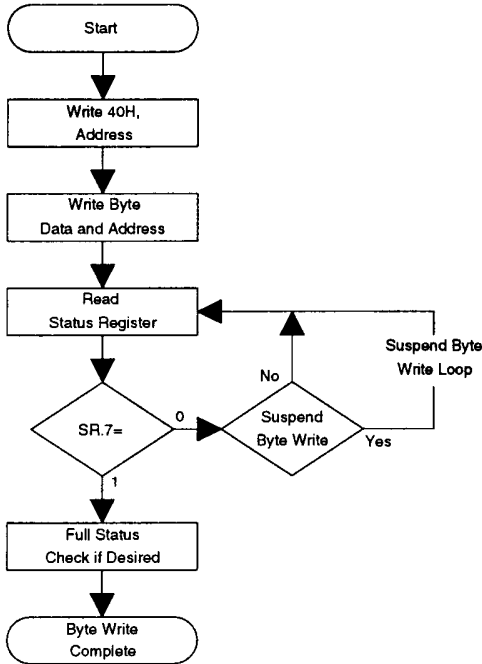 Start
Write 40H,
Address
Write Byte
Data and Address
Read
Status Register
Suspend Byte
Write Loop
No
0
SR.7=
Suspend
Byte Write
Yes
1
Full Status
Check if Desired
Byte Write
Complete